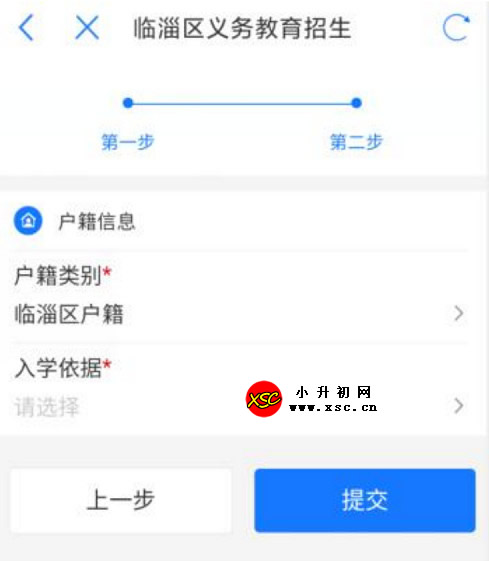 临淄区义务教育招生
第一步 第二步
户籍信息
户籍类别*
临淄区户籍
入学依据*
请选择
XSC 小升初网
www.xsc.cn
上一步 提交